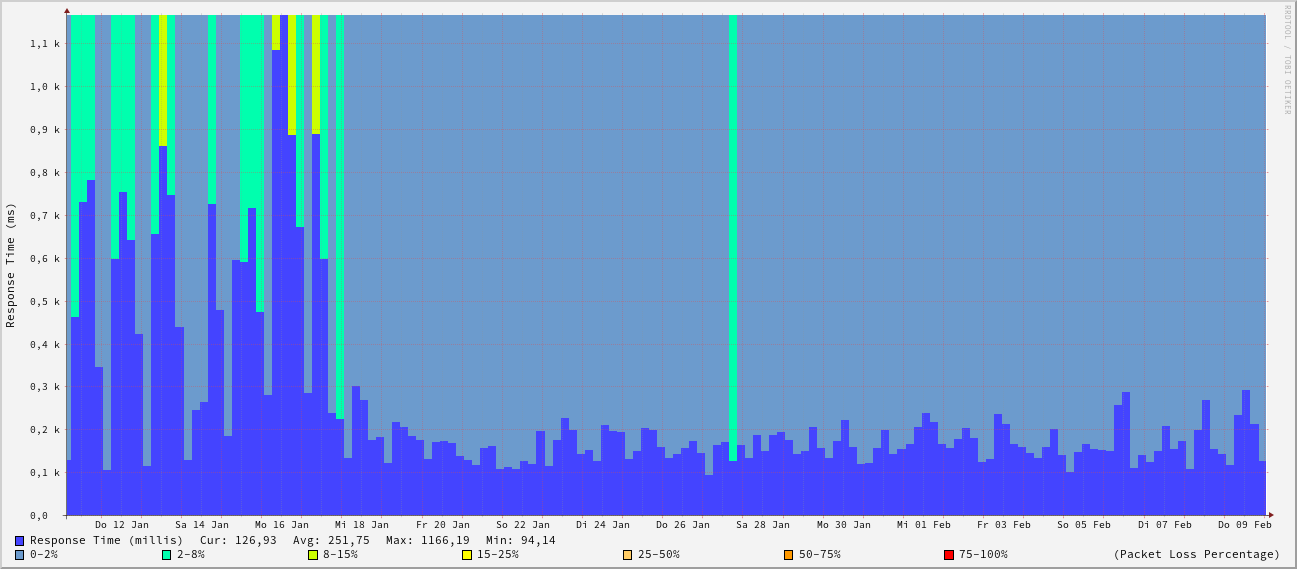 RRDTOOL / TOBI OETIKER
Response Time (ms)
1,1 k
1,0 k
0,9 k
0,8 k
0,7 k
0,6 k
0,5 k
0,4 k
0,3 k
0,2 k
0,1 k
0,0
Do 12 Jan Sa 14 Jan Mo 16 Jan Mi 18 Jan Fr 20 Jan So 22 Jan Di 24 Jan Do 26 Jan Sa 28 Jan Mo 30 Jan Mi 01 Feb Fr 03 Feb So 05 Feb Di 07 Feb Do 09 Feb
Response Time (millis) Cur: 126,93 Avg: 251,75 Max: 1166,19 Min: 94,14
0-2% 2-8% 8-15% 15-25% 25-50% 50-75% 75-100% (Packet Loss Percentage)